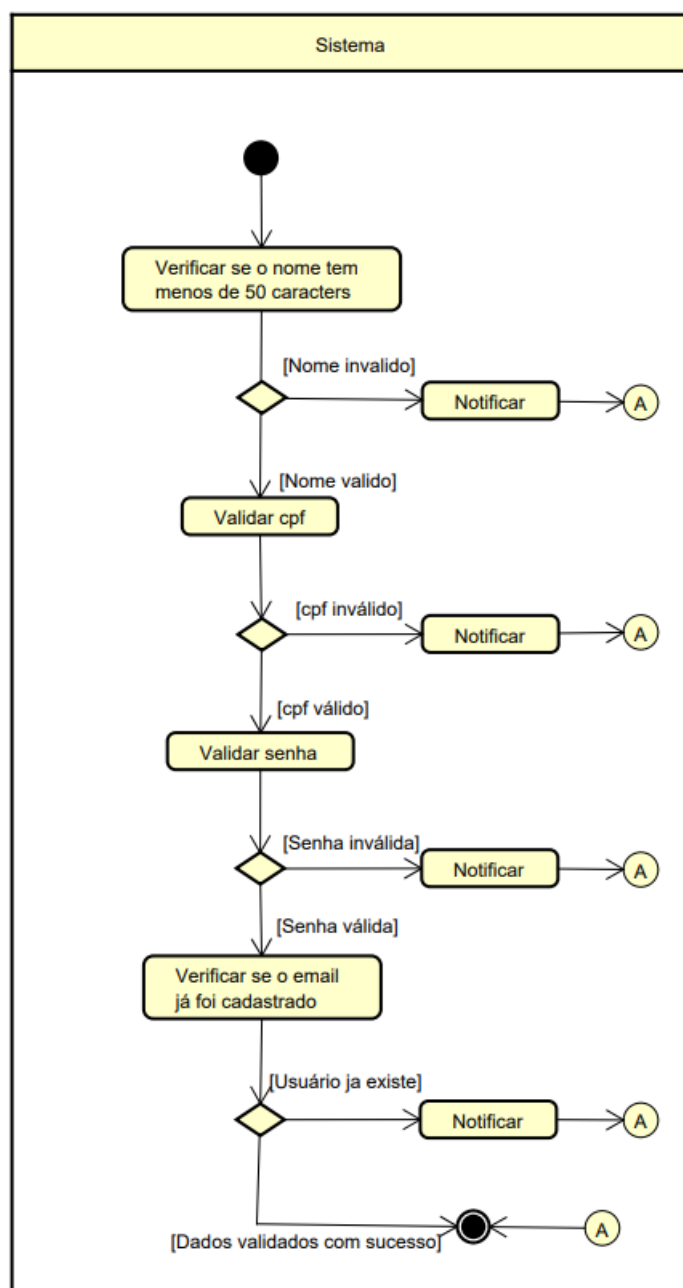 Sistema
Verificar se o nome tem
menos de 50 caracters
[Nome invalido]
Notificar
A
[Nome valido]
Validar cpf
[cpf inválido]
Notificar
A
[cpf válido]
Validar senha
[Senha inválida]
Notificar
A
[Senha válida]
Verificar se o email
já foi cadastrado
[Usuário ja existe]
Notificar
A
[Dados validados com sucesso]
A